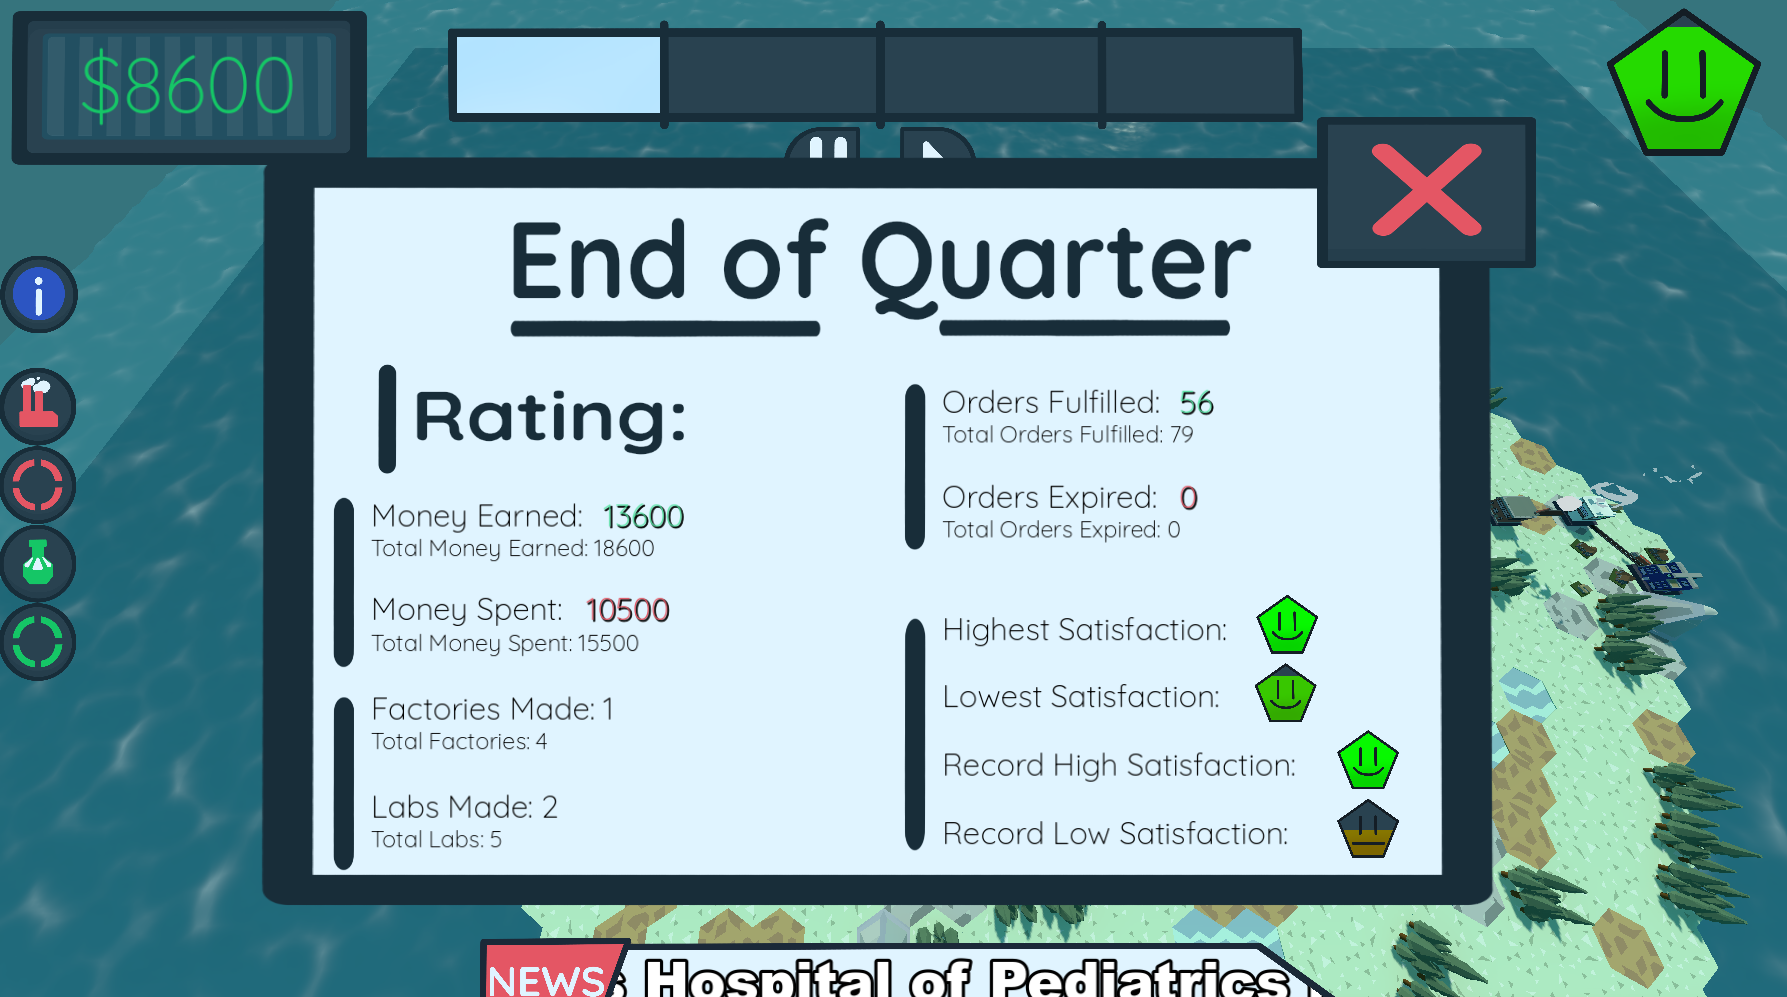 $8600
End of Quarter
Rating:
Money Earned: 13600
Total Money Earned: 18600
Money Spent: 10500
Total Money Spent: 15500
Factories Made: 1
Total Factories: 4
Labs Made: 2
Total Labs: 5
Orders Fulfilled: 56
Total Orders Fulfilled: 79
Orders Expired: 0
Total Orders Expired: 0
Highest Satisfaction:
Lowest Satisfaction:
Record High Satisfaction:
Record Low Satisfaction:
NEWS
s Hospital of Pediatrics